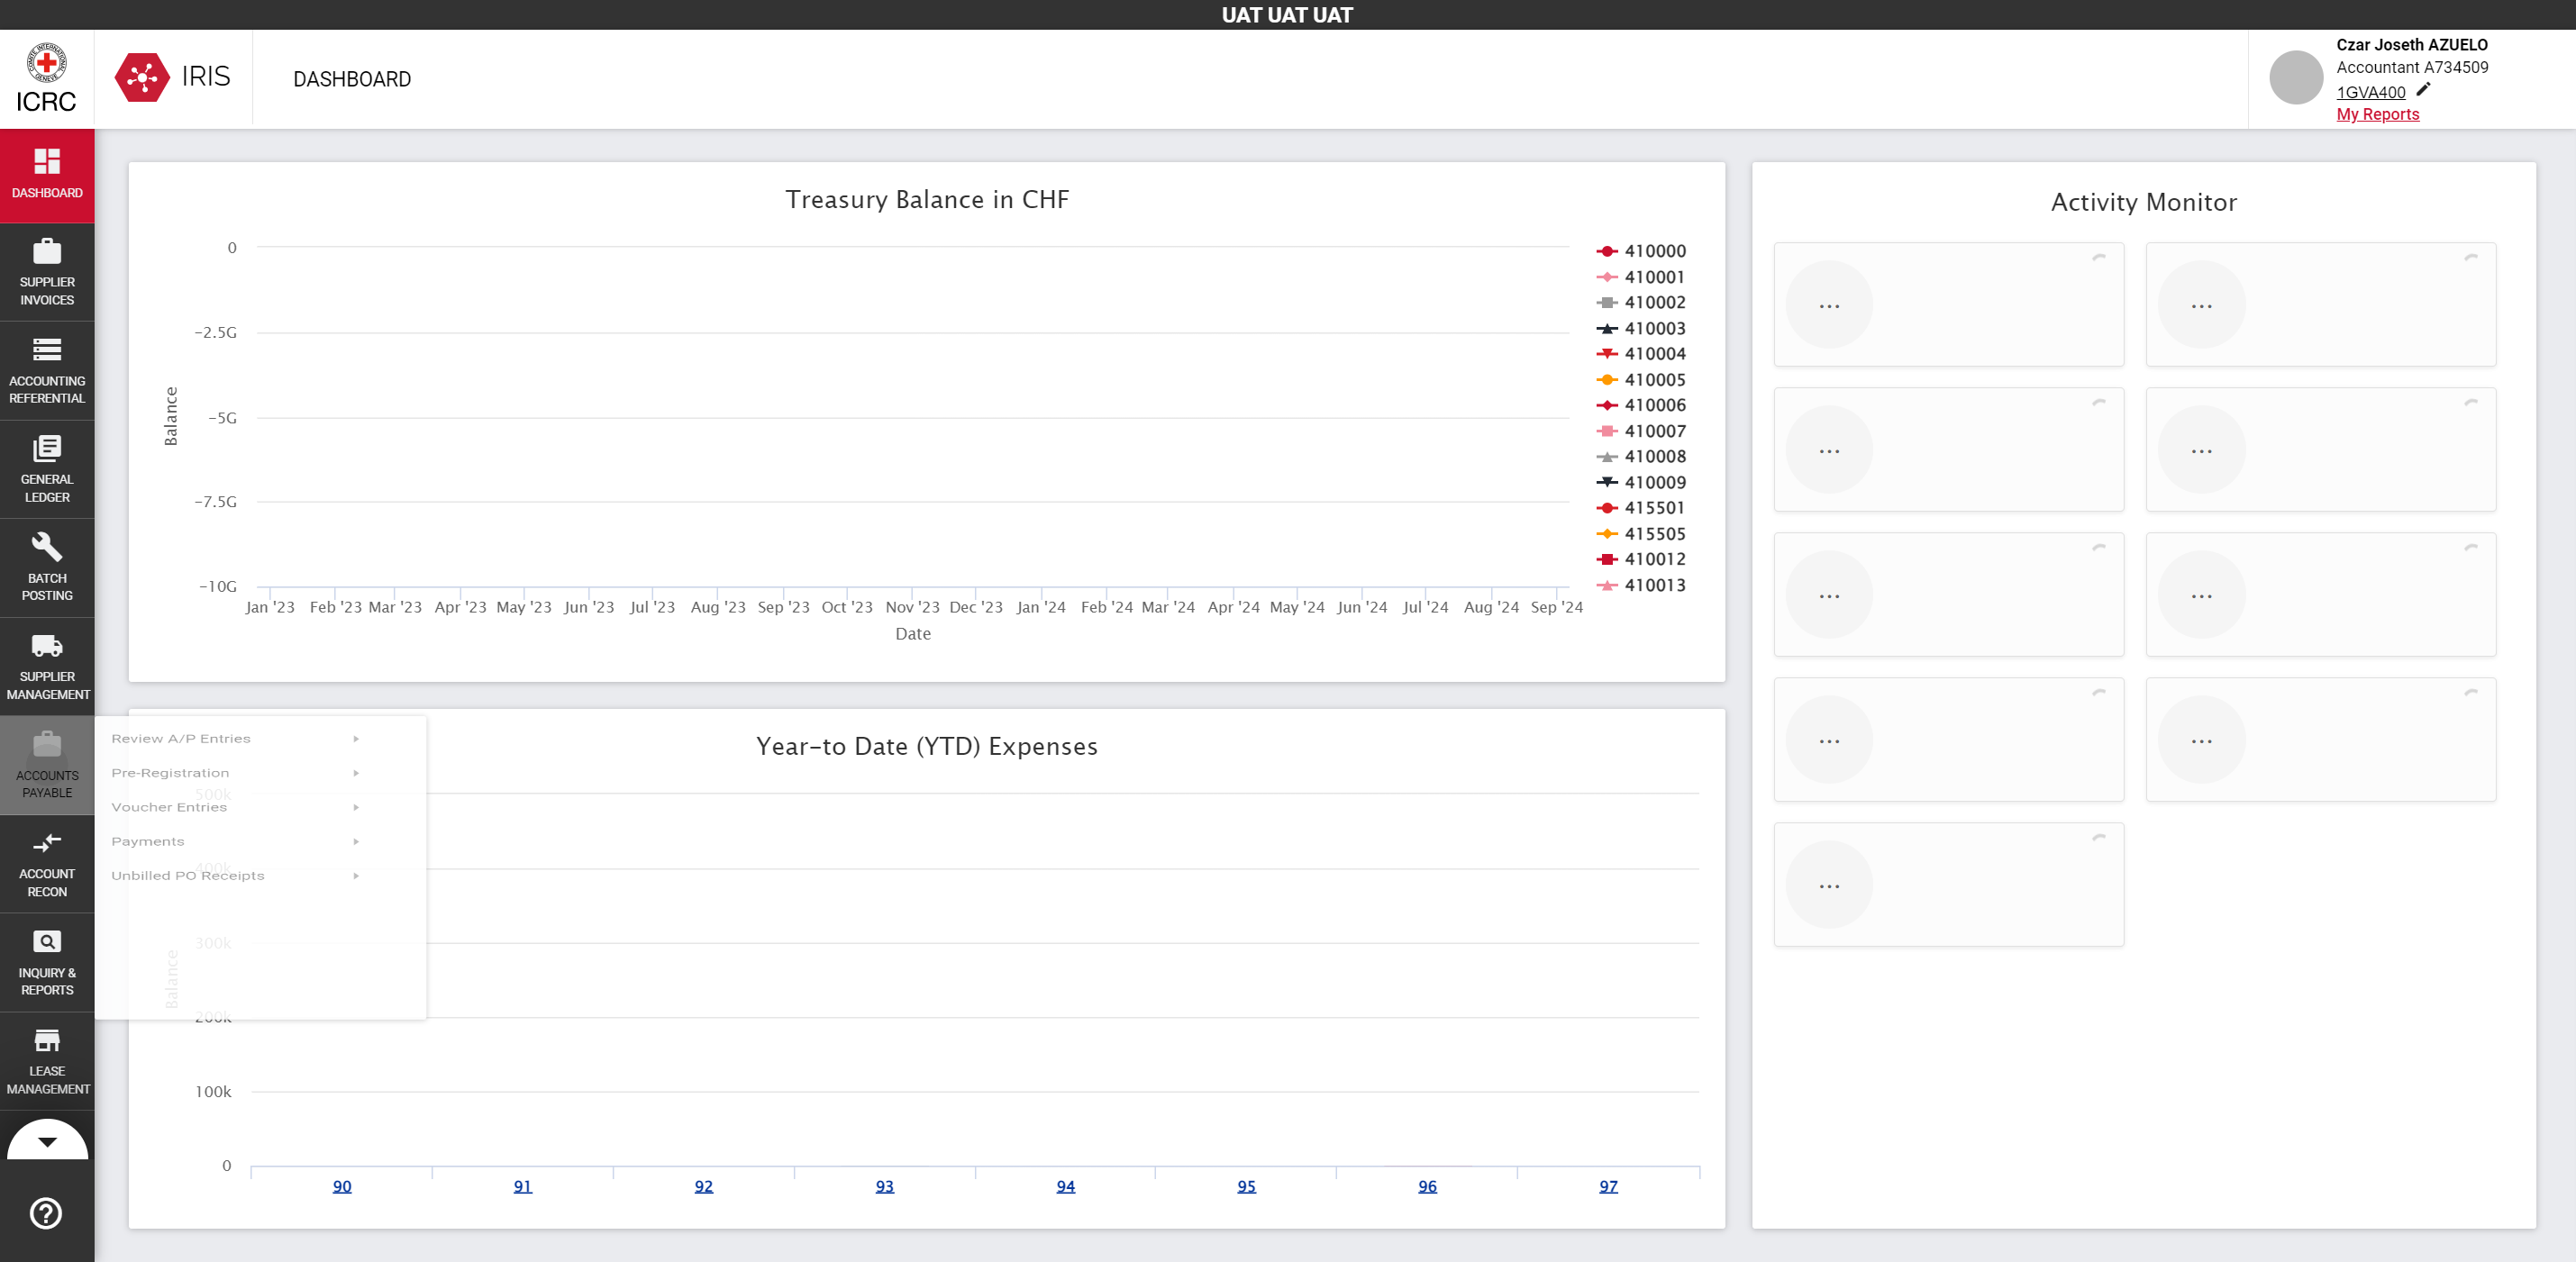 UAT UAT UAT
ICRC
IRIS
DASHBOARD
Czar Joseth AZUELO
Accountant A734509
1GVA400
My Reports
DASHBOARD
SUPPLIER
INVOICES
ACCOUNTING
REFERENTIAL
GENERAL
LEDGER
BATCH
POSTING
SUPPLIER
MANAGEMENT
ACCOUNTS
PAYABLE
ACCOUNT
RECON
INQUIRY &
REPORTS
LEASE
MANAGEMENT
Review A/P Entries
Pre-Registration
Voucher Entries
Payments
Unbilled PO Receipts
Treasury Balance in CHF
Balance
0
-2.5G
-5G
-7.5G
-10G
Jan '23 Feb '23 Mar '23 Apr '23 May '23 Jun '23 Jul '23 Aug '23 Sep '23 Oct '23 Nov '23 Dec '23 Jan '24 Feb '24 Mar '24 Apr '24 May '24 Jun '24 Jul '24 Aug '24 Sep '24
Date
410000
410001
410002
410003
410004
410005
410006
410007
410008
410009
415501
415505
410012
410013
Year-to Date (YTD) Expenses
Balance
500k
400k
300k
200k
100k
0
90 91 92 93 94 95 96 97
Activity Monitor
... ...
... ...
... ...
... ...
...